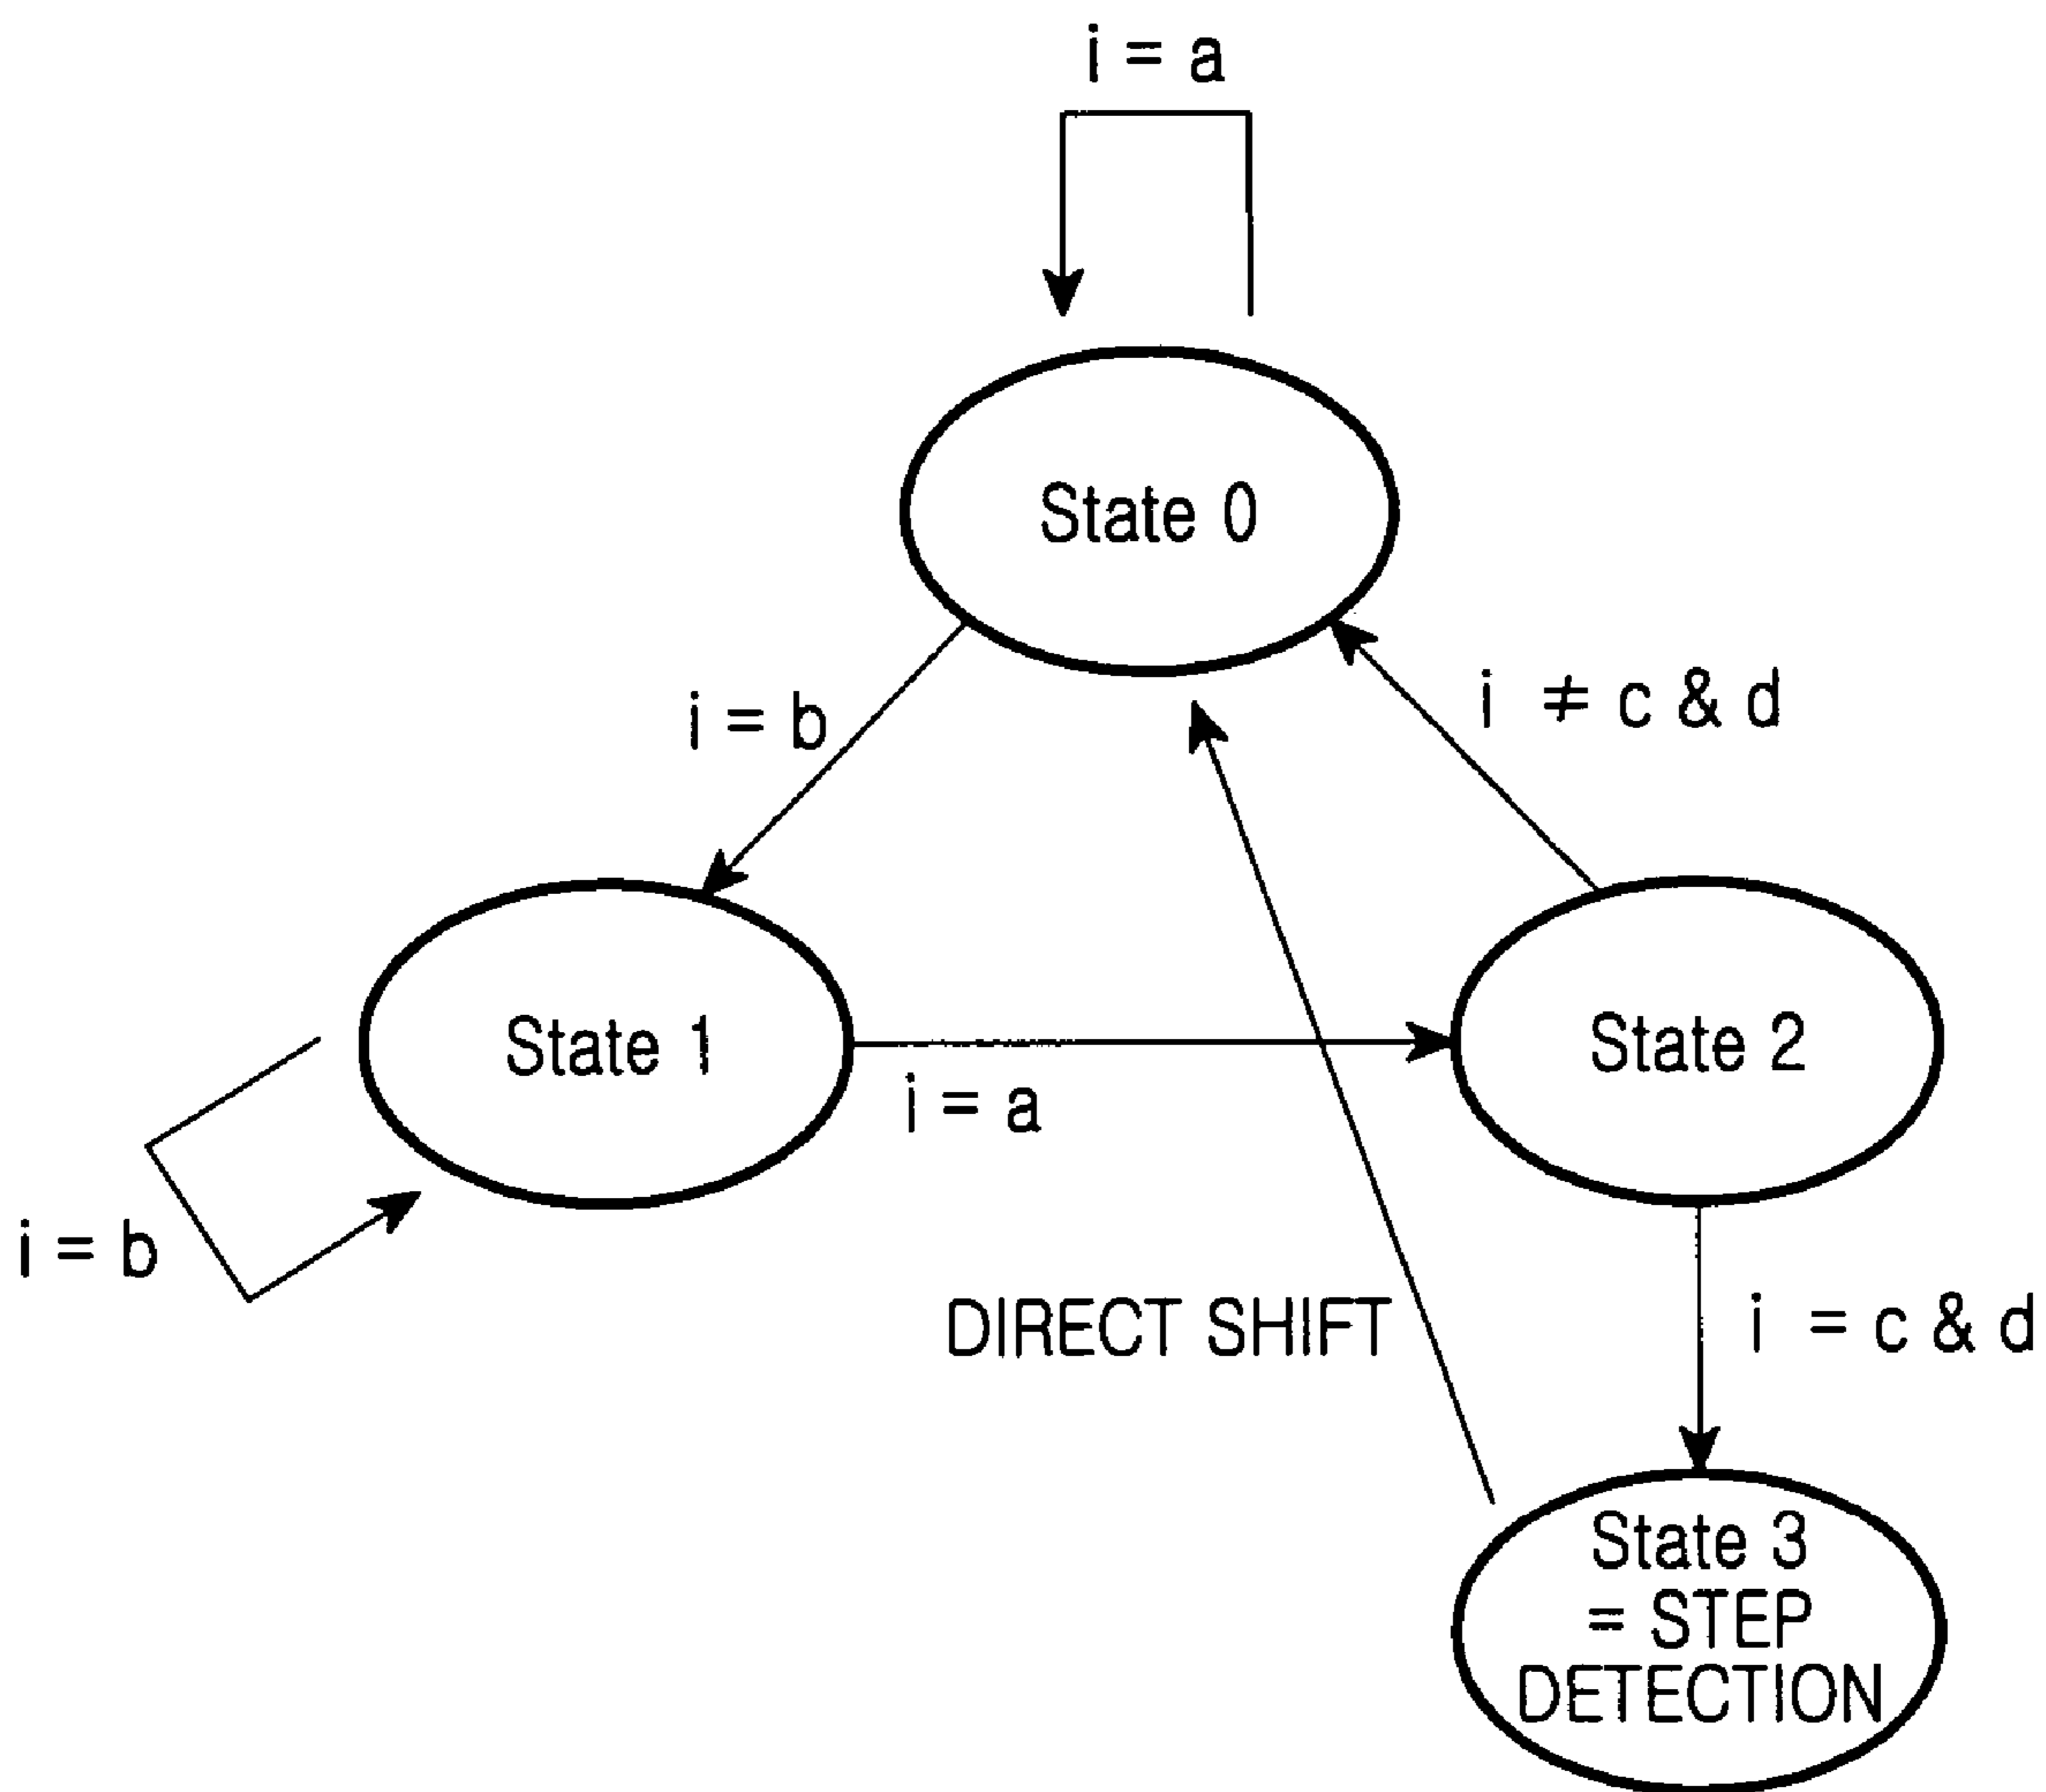 i = a
State 0
i = b
i ≠ c & d
State 1
State 2
i = a
i = b
DIRECT SHIFT
i = c & d
State 3
= STEP
DETECTION